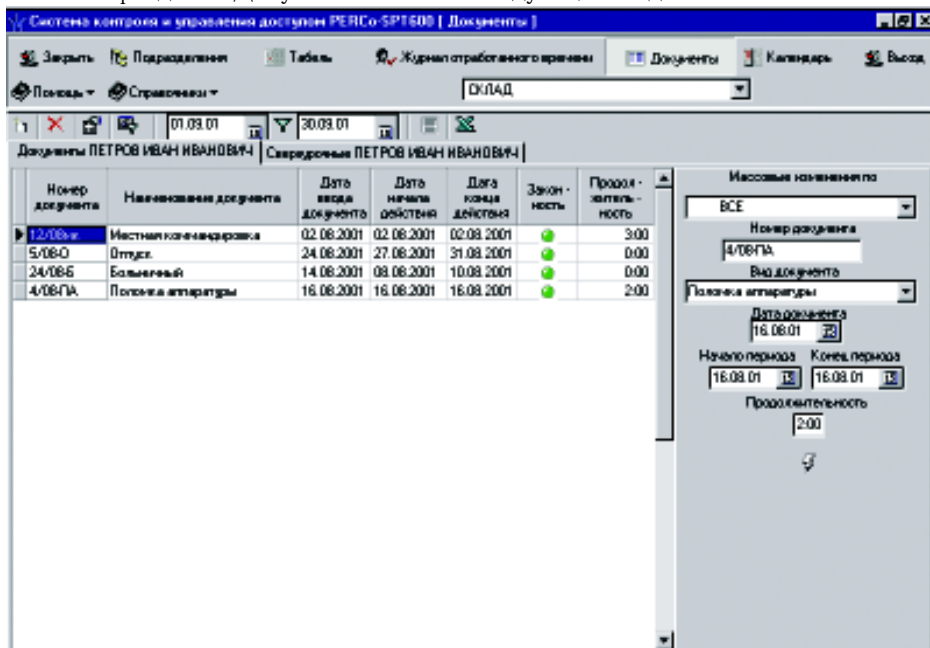 Система контроля и управления доступом PERCo-SPT600 [ Документы ]
Закрыть Подразделения Табель Журнал отработанного времени Документы Календарь Выход
Помощь Справочники СКЛАД
01.09.01 30.09.01
Документы ПЕТРОВ ИВАН ИВАНОВИЧ Сверхурочные ПЕТРОВ ИВАН ИВАНОВИЧ
Номер документа Наименование документа Дата ввода документа Дата начала действия Дата конца действия Закон-ность Продол-житель-ность
12/08-м Местная командировка 02.08.2001 02.08.2001 02.08.2001 3:00
5/08-О Отпуск 24.08.2001 27.08.2001 31.08.2001 0:00
24/08-Б Больничный 14.08.2001 08.08.2001 10.08.2001 0:00
4/08-ПА Поломка аппаратуры 16.08.2001 16.08.2001 16.08.2001 2:00
Массовые изменения по
ВСЕ
Номер документа
4/08-ПА
Вид документа
Поломка аппаратуры
Дата документа
16.08.01
Начало периода Конец периода
16.08.01 16.08.01
Продолжительность
2:00